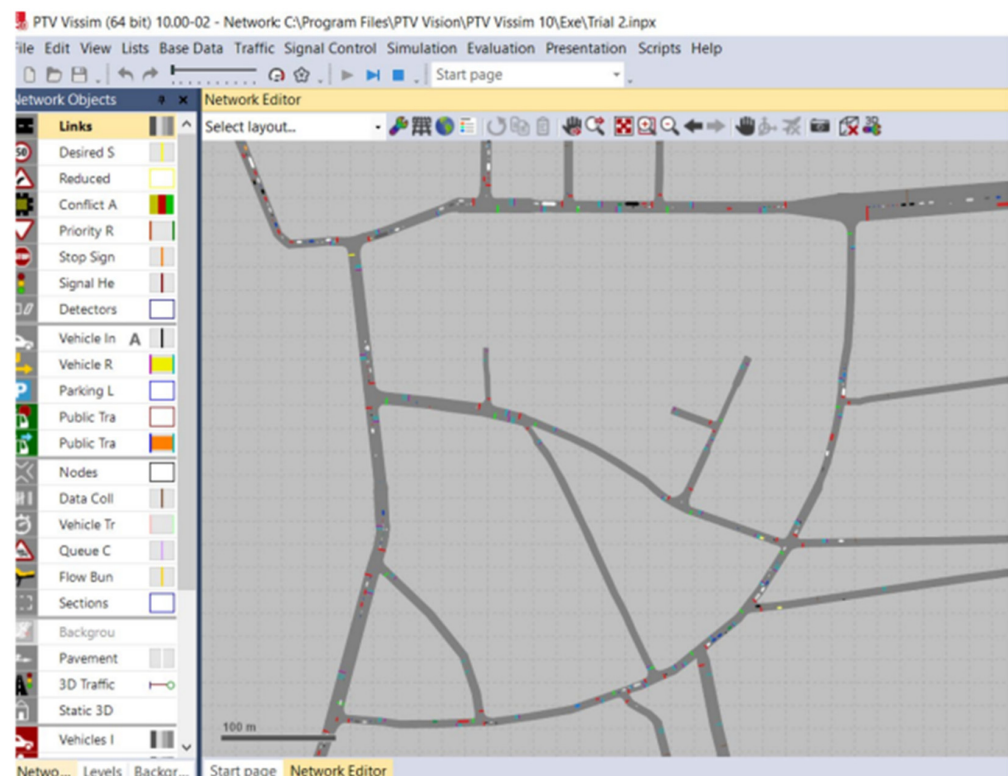 PTV Vissim (64 bit) 10.00-02 - Network: C:\Program Files\PTV Vision\PTV Vissim 10\Exe\Trial 2.inpx
File Edit View Lists Base Data Traffic Signal Control Simulation Evaluation Presentation Scripts Help
Start page
Network Objects
Network Editor
Select layout...
Links
50 Desired S
Reduced
Conflict A
Priority R
Stop Sign
Signal He
Detectors
Vehicle In A
Vehicle R
P Parking L
Public Tra
Public Tra
Nodes
Data Coll
Vehicle Tr
Queue C
Flow Bun
Sections
Backgrou
Pavement
3D Traffic
Static 3D
Vehicles I
100 m
Netwo... Levels Backgr...
Start page Network Editor